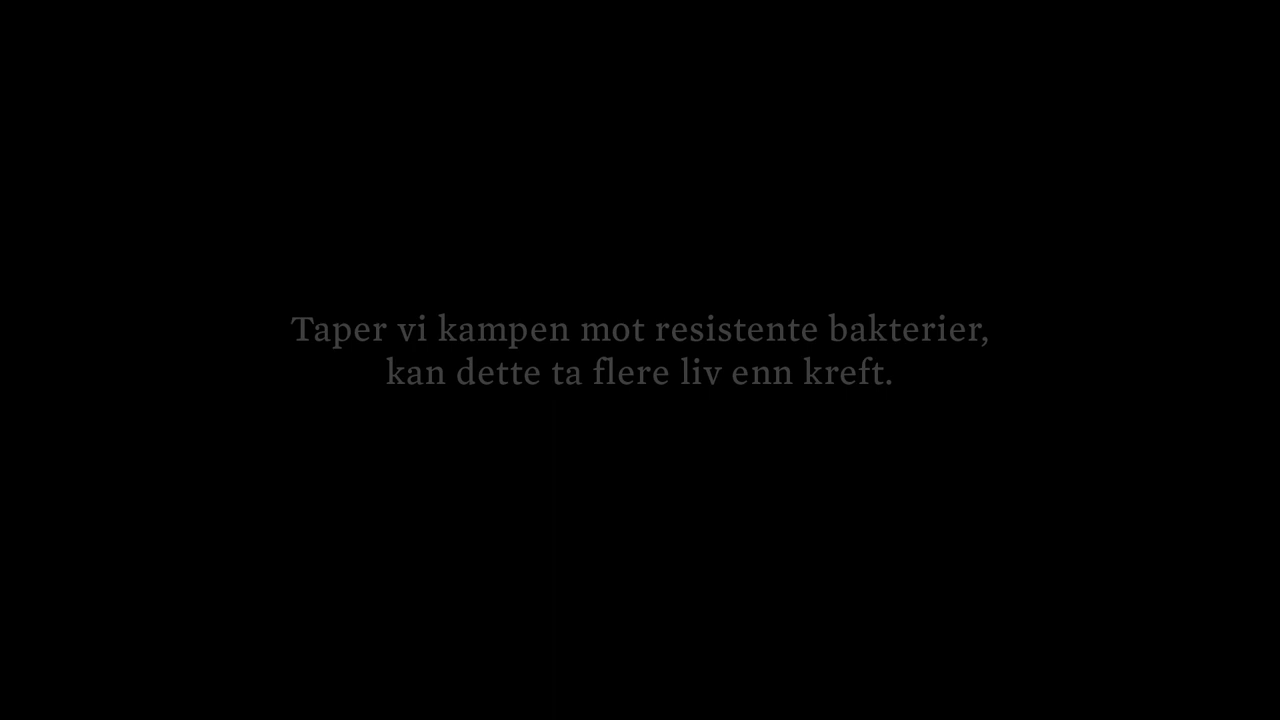 Taper vi kampen mot resistente bakterier,
kan dette ta flere liv enn kreft.